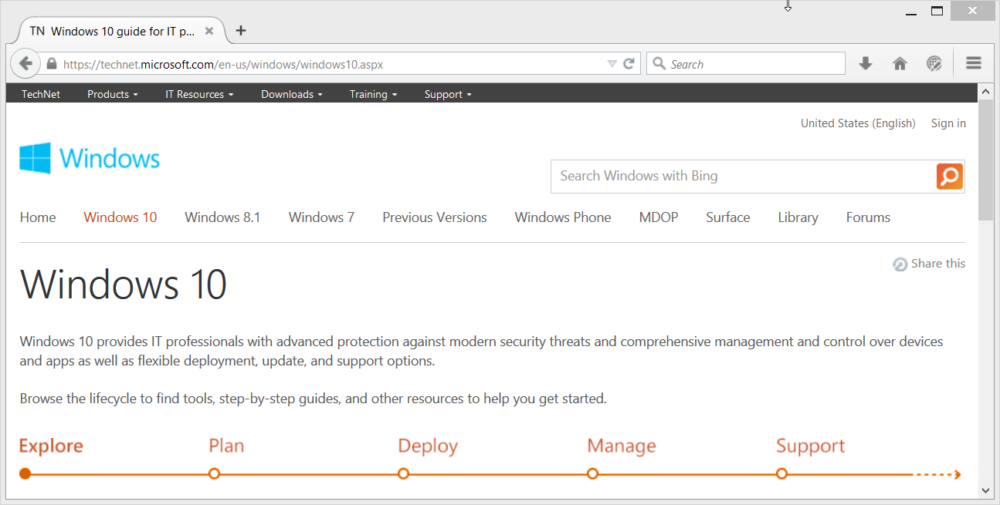 TN Windows 10 guide for IT p...
https://technet.microsoft.com/en-us/windows/windows10.aspx
Search
TechNet Products IT Resources Downloads Training Support
United States (English) Sign in
Windows
Search Windows with Bing
Home Windows 10 Windows 8.1 Windows 7 Previous Versions Windows Phone MDOP Surface Library Forums
Share this
Windows 10
Windows 10 provides IT professionals with advanced protection against modern security threats and comprehensive management and control over devices
and apps as well as flexible deployment, update, and support options.
Browse the lifecycle to find tools, step-by-step guides, and other resources to help you get started.
Explore Plan Deploy Manage Support